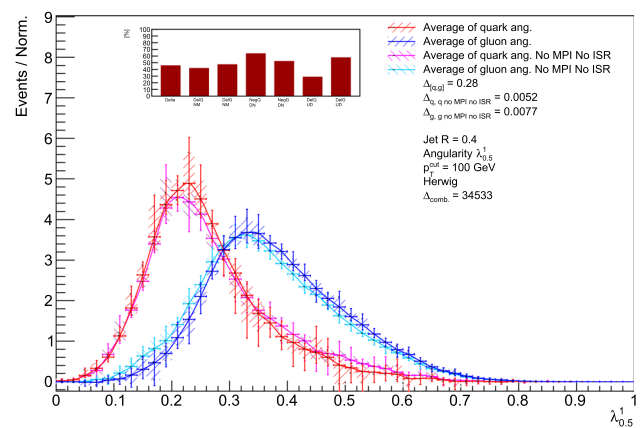 Events / Norm.
9
8
7
6
5
4
3
2
1
0
[%]
100
90
80
70
60
50
40
30
20
10
0
Delta DelQ NM DelG NM NegQ DN NegG DN DelQ UD DelG UD
Average of quark ang.
Average of gluon ang.
Average of quark ang. No MPI No ISR
Average of gluon ang. No MPI No ISR
Δ{q,g} = 0.28
Δq, q no MPI no ISR = 0.0052
Δg, g no MPI no ISR = 0.0077
Jet R = 0.4
Angularity λ¹0.5
pTcut = 100 GeV
Herwig
Δcomb. = 34533
0 0.1 0.2 0.3 0.4 0.5 0.6 0.7 0.8 0.9 1
λ¹0.5